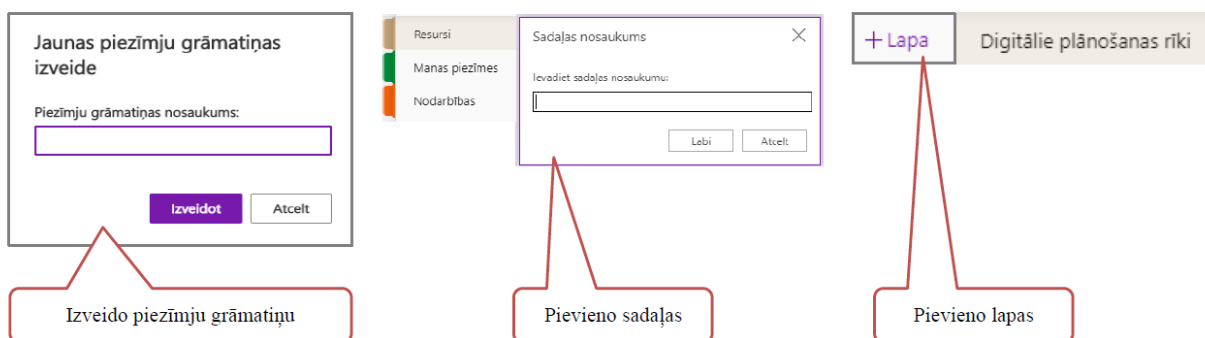 Jaunas piezīmju grāmatiņas
izveide
Piezīmju grāmatiņas nosaukums:
Izveidot
Atcelt
Izveido piezīmju grāmatiņu
Resursi
Manas piezīmes
Nodarbības
Sadaļas nosaukums
Ievadiet sadaļas nosaukumu:
Labi
Atcelt
Pievieno sadaļas
+ Lapa
Digitālie plānošanas rīki
Pievieno lapas